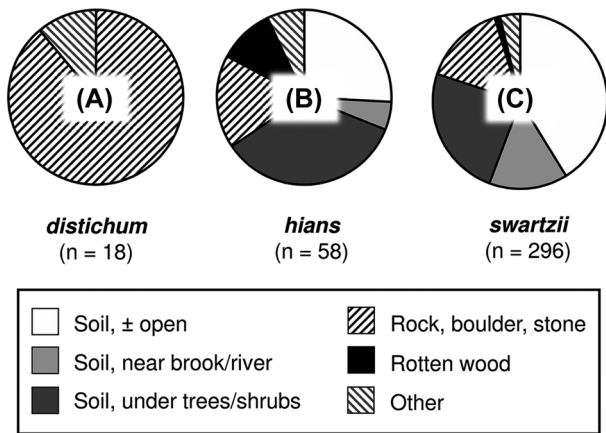 (A)
(B)
(C)
distichum
(n = 18)
hians
(n = 58)
swartzii
(n = 296)
Soil, ± open
Soil, near brook/river
Soil, under trees/shrubs
Rock, boulder, stone
Rotten wood
Other